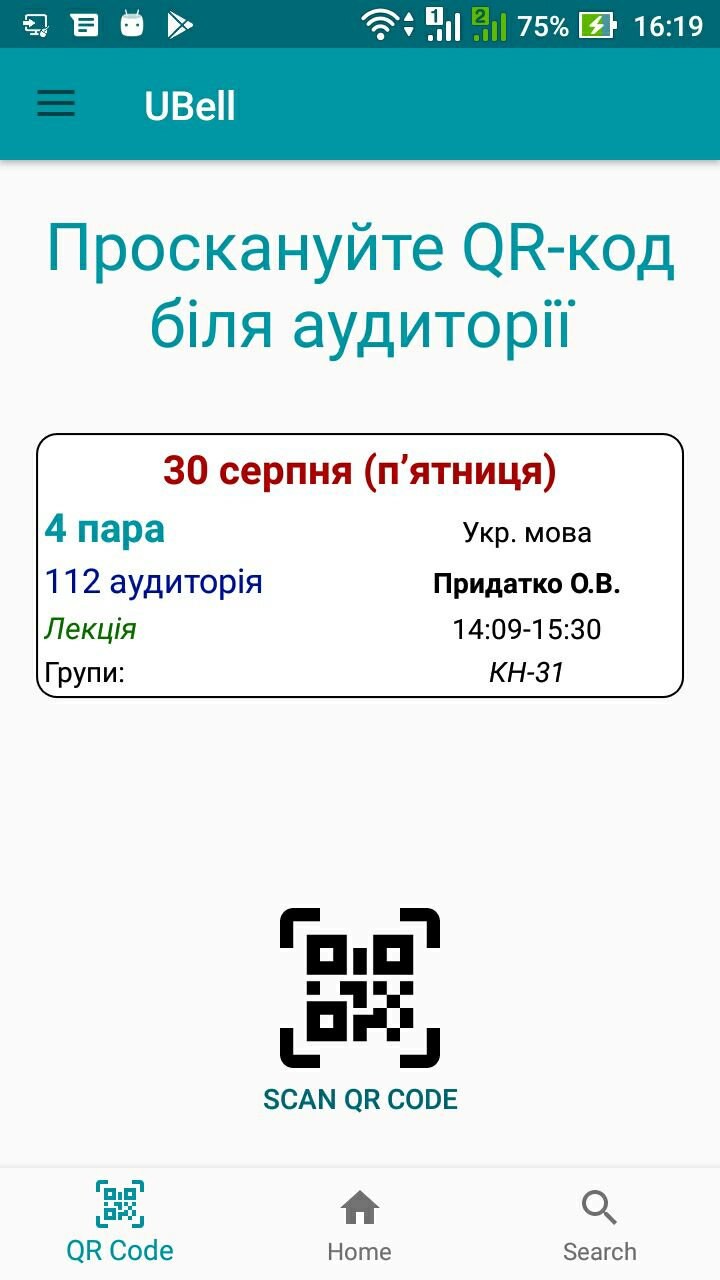 1 2 75% 16:19
UBell
Проскануйте QR-код
біля аудиторії
30 серпня (п’ятниця)
4 пара Укр. мова
112 аудиторія Придатко О.В.
Лекція 14:09-15:30
Групи: КН-31
SCAN QR CODE
QR Code Home Search